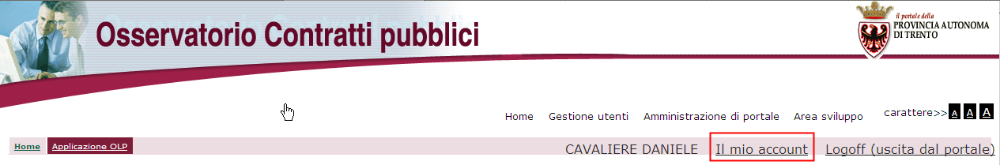 Osservatorio Contratti pubblici
il portale della
PROVINCIA AUTONOMA
DI TRENTO
Home Gestione utenti Amministrazione di portale Area sviluppo carattere>> A A A
Home Applicazione OLP CAVALIERE DANIELE Il mio account Logoff (uscita dal portale)